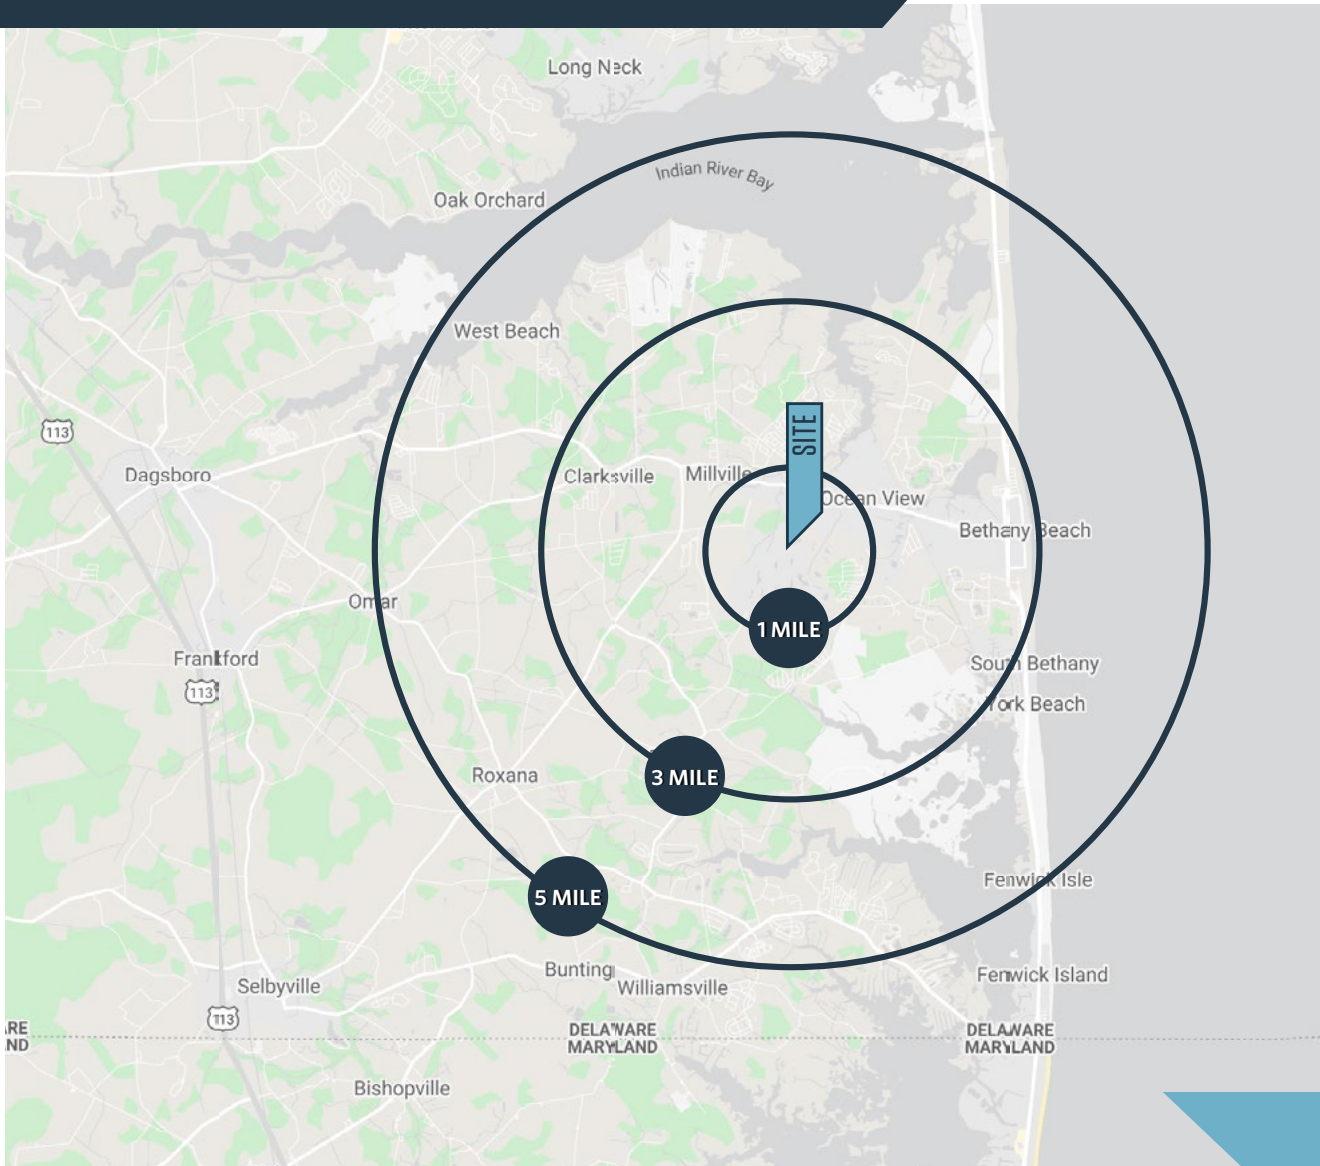 Long Neck
Indian River Bay
Oak Orchard
West Beach
SITE
113
Dagsboro
Clarksville
Millville
Ocean View
Bethany Beach
Omar
1 MILE
Frankford
South Bethany
113
York Beach
Roxana
3 MILE
Fenwick Isle
5 MILE
Bunting
Fenwick Island
Selbyville
Williamsville
113
ARE
ND
DELAWARE
MARYLAND
DELAWARE
MARYLAND
Bishopville